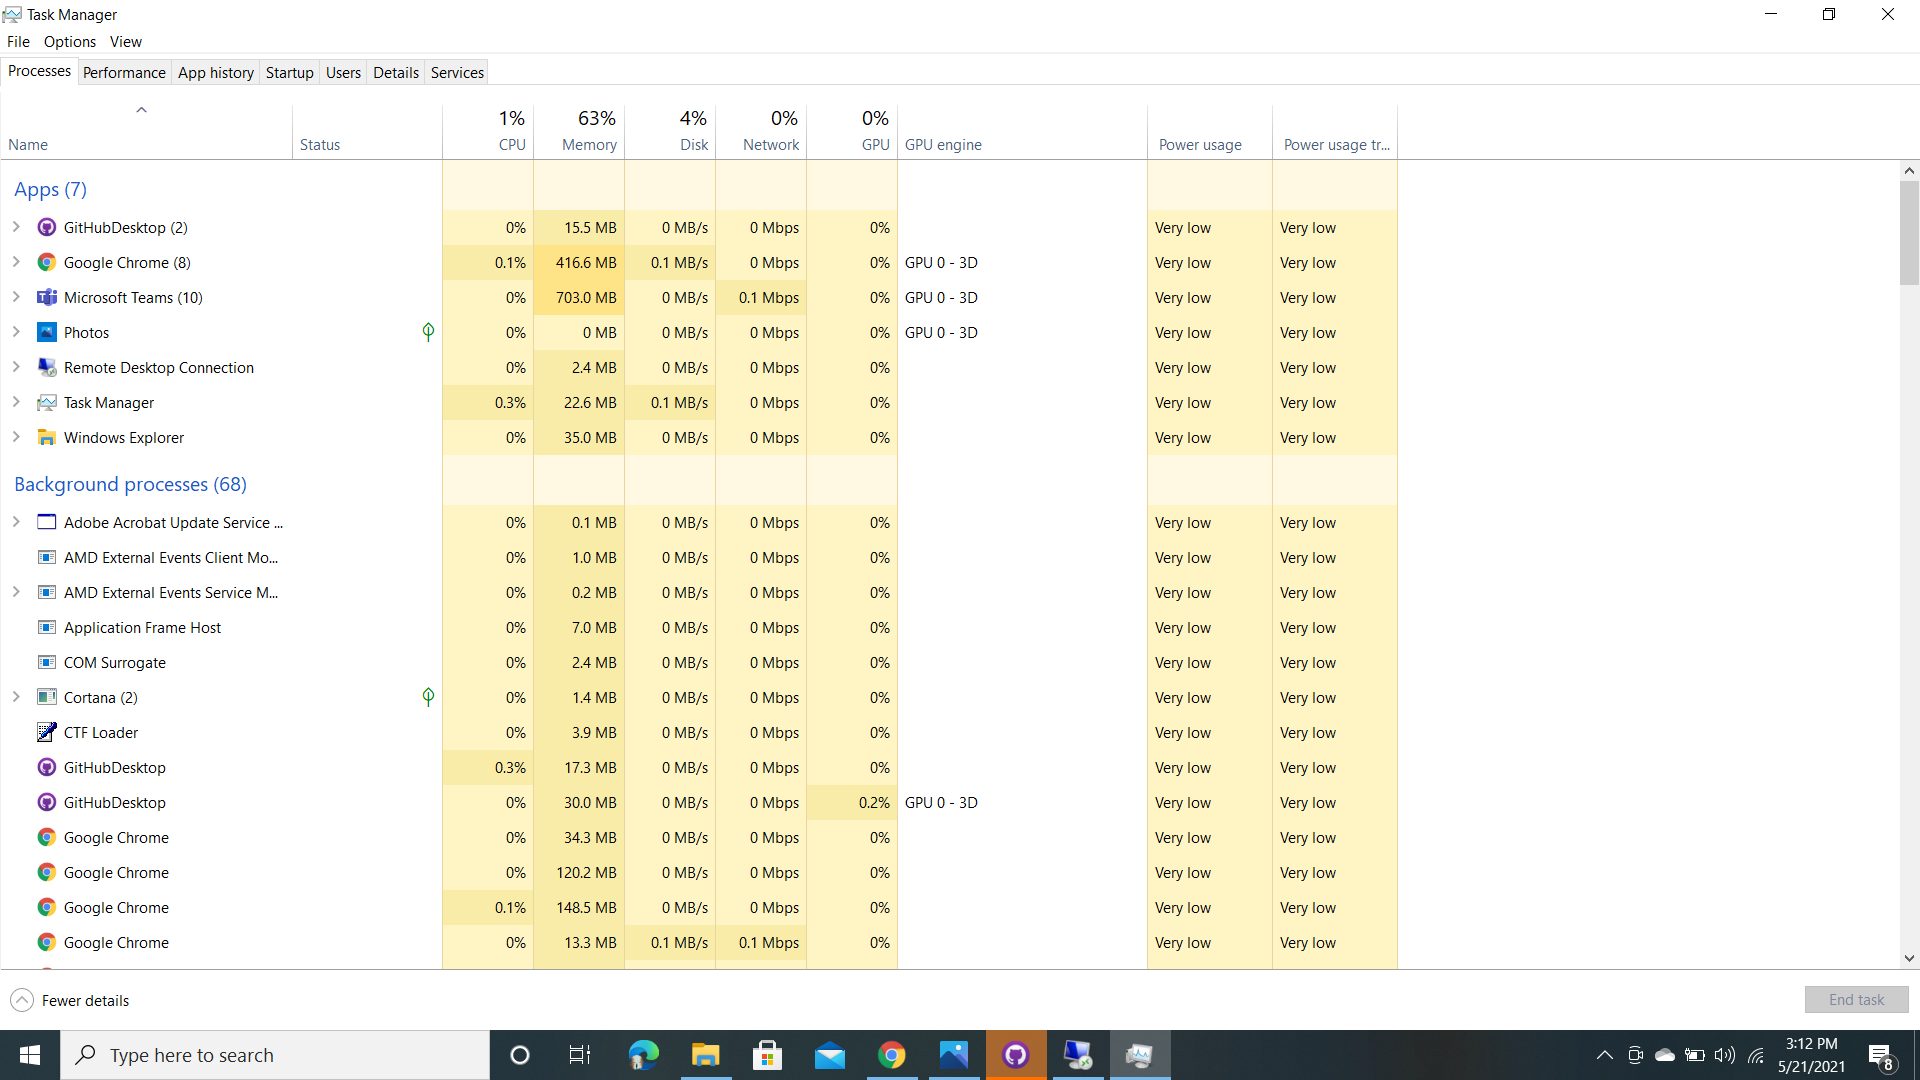 Task Manager
File Options View
Processes Performance App history Startup Users Details Services
1% 63% 4% 0% 0%
Name Status CPU Memory Disk Network GPU GPU engine Power usage Power usage tr...
Apps (7)
GitHubDesktop (2) 0% 15.5 MB 0 MB/s 0 Mbps 0% Very low Very low
Google Chrome (8) 0.1% 416.6 MB 0.1 MB/s 0 Mbps 0% GPU 0 - 3D Very low Very low
Microsoft Teams (10) 0% 703.0 MB 0 MB/s 0.1 Mbps 0% GPU 0 - 3D Very low Very low
Photos 0% 0 MB 0 MB/s 0 Mbps 0% GPU 0 - 3D Very low Very low
Remote Desktop Connection 0% 2.4 MB 0 MB/s 0 Mbps 0% Very low Very low
Task Manager 0.3% 22.6 MB 0.1 MB/s 0 Mbps 0% Very low Very low
Windows Explorer 0% 35.0 MB 0 MB/s 0 Mbps 0% Very low Very low
Background processes (68)
Adobe Acrobat Update Service ... 0% 0.1 MB 0 MB/s 0 Mbps 0% Very low Very low
AMD External Events Client Mo... 0% 1.0 MB 0 MB/s 0 Mbps 0% Very low Very low
AMD External Events Service M... 0% 0.2 MB 0 MB/s 0 Mbps 0% Very low Very low
Application Frame Host 0% 7.0 MB 0 MB/s 0 Mbps 0% Very low Very low
COM Surrogate 0% 2.4 MB 0 MB/s 0 Mbps 0% Very low Very low
Cortana (2) 0% 1.4 MB 0 MB/s 0 Mbps 0% Very low Very low
CTF Loader 0% 3.9 MB 0 MB/s 0 Mbps 0% Very low Very low
GitHubDesktop 0.3% 17.3 MB 0 MB/s 0 Mbps 0% Very low Very low
GitHubDesktop 0% 30.0 MB 0 MB/s 0 Mbps 0.2% GPU 0 - 3D Very low Very low
Google Chrome 0% 34.3 MB 0 MB/s 0 Mbps 0% Very low Very low
Google Chrome 0% 120.2 MB 0 MB/s 0 Mbps 0% Very low Very low
Google Chrome 0.1% 148.5 MB 0 MB/s 0 Mbps 0% Very low Very low
Google Chrome 0% 13.3 MB 0.1 MB/s 0.1 Mbps 0% Very low Very low
Fewer details End task
Type here to search
3:12 PM
5/21/2021
8